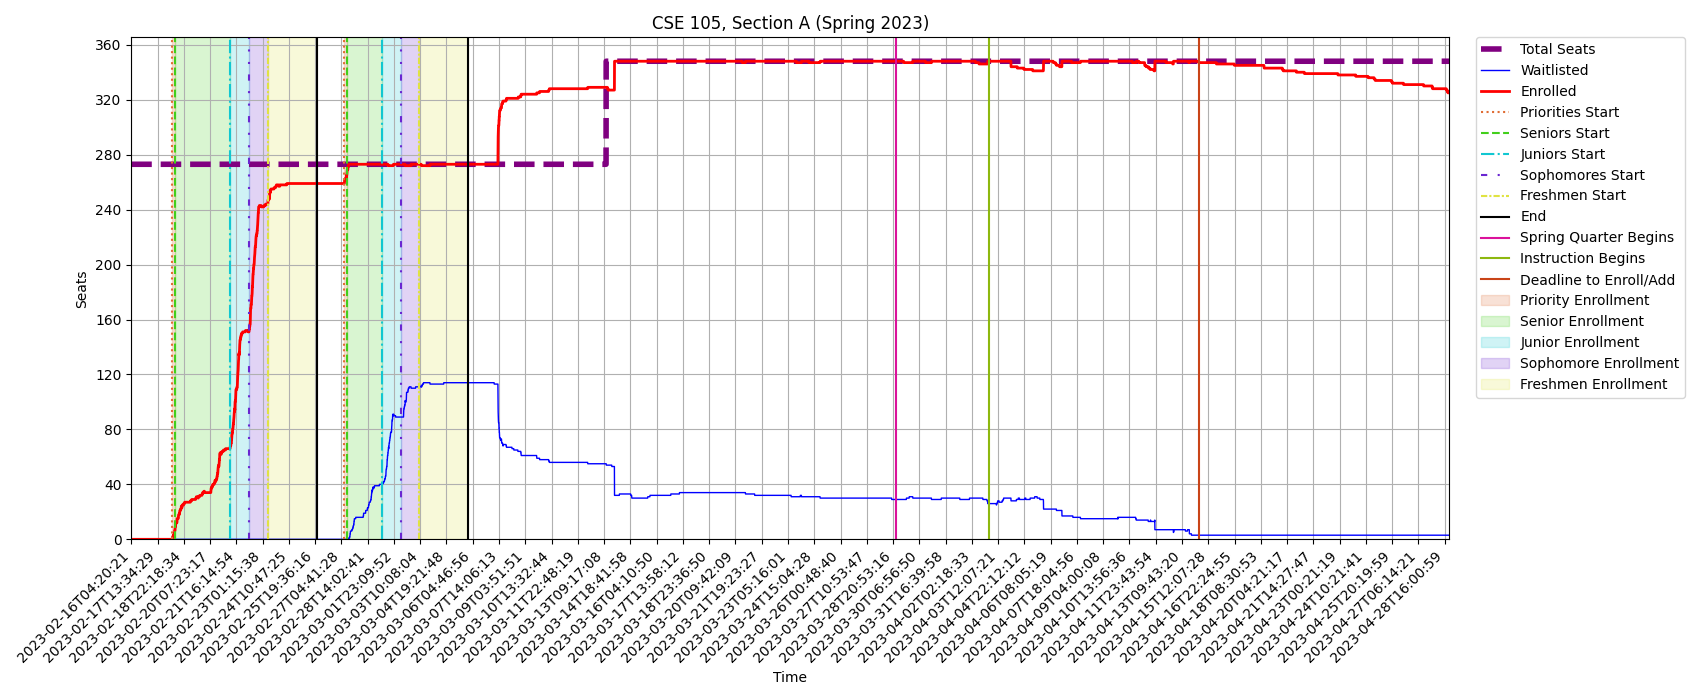 CSE 105, Section A (Spring 2023)
360
320
280
240
200
160
120
80
40
0
Seats
2023-02-16T04:20:21
2023-02-17T13:34:29
2023-02-18T22:18:34
2023-02-20T07:23:17
2023-02-21T16:14:54
2023-02-23T01:15:38
2023-02-24T10:47:25
2023-02-25T19:36:16
2023-02-27T04:41:28
2023-02-28T14:02:41
2023-03-01T23:09:52
2023-03-03T10:08:04
2023-03-04T19:21:48
2023-03-06T04:46:56
2023-03-07T14:06:13
2023-03-09T03:51:51
2023-03-10T13:32:44
2023-03-11T22:48:19
2023-03-13T09:17:08
2023-03-14T18:41:58
2023-03-16T04:10:50
2023-03-17T13:58:12
2023-03-18T23:36:50
2023-03-20T09:42:09
2023-03-21T19:23:27
2023-03-23T05:16:01
2023-03-24T15:04:28
2023-03-26T00:48:40
2023-03-27T10:53:47
2023-03-28T20:53:16
2023-03-30T06:56:50
2023-03-31T16:39:58
2023-04-02T02:18:33
2023-04-03T12:07:21
2023-04-04T22:12:12
2023-04-06T08:05:19
2023-04-07T18:04:56
2023-04-09T04:00:08
2023-04-10T13:56:36
2023-04-11T23:43:54
2023-04-13T09:43:20
2023-04-15T12:07:28
2023-04-16T22:24:55
2023-04-18T08:30:53
2023-04-20T04:21:17
2023-04-21T14:27:47
2023-04-23T00:21:19
2023-04-24T10:21:41
2023-04-25T20:19:59
2023-04-27T06:14:21
2023-04-28T16:00:59
Time
Total Seats
Waitlisted
Enrolled
Priorities Start
Seniors Start
Juniors Start
Sophomores Start
Freshmen Start
End
Spring Quarter Begins
Instruction Begins
Deadline to Enroll/Add
Priority Enrollment
Senior Enrollment
Junior Enrollment
Sophomore Enrollment
Freshmen Enrollment